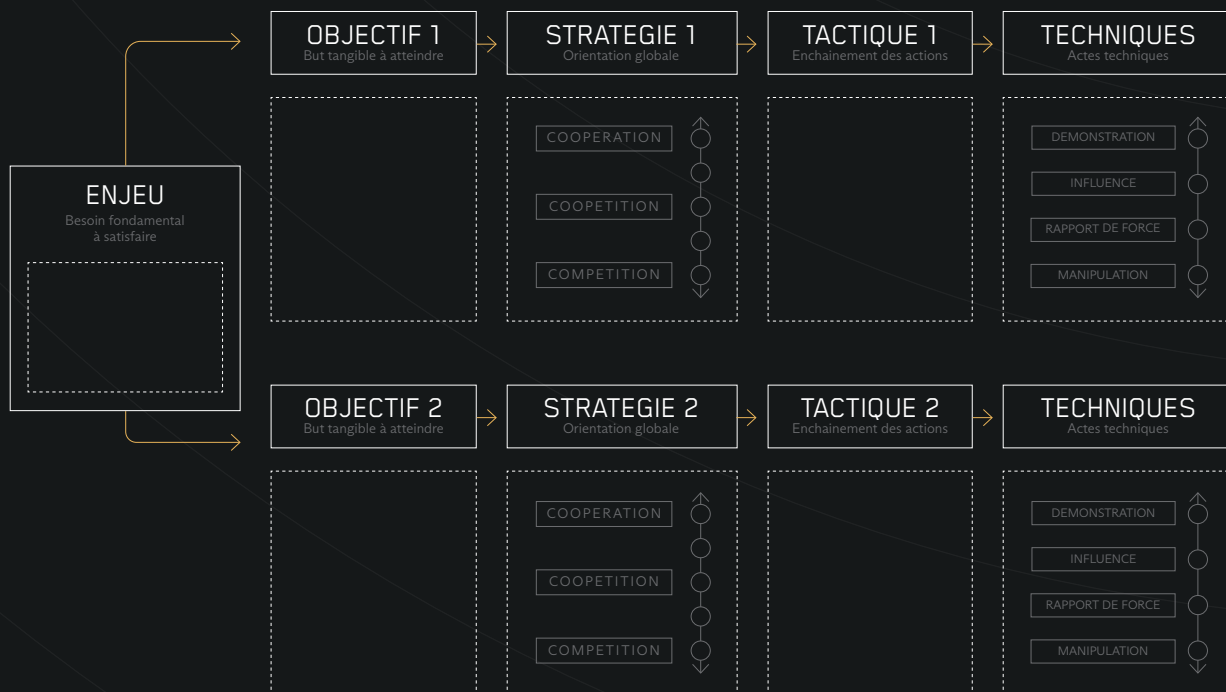 OBJECTIF 1
But tangible à atteindre
STRATEGIE 1
Orientation globale
TACTIQUE 1
Enchainement des actions
TECHNIQUES
Actes techniques
COOPERATION
COOPETITION
COMPETITION
DEMONSTRATION
INFLUENCE
RAPPORT DE FORCE
MANIPULATION
ENJEU
Besoin fondamental
à satisfaire
OBJECTIF 2
But tangible à atteindre
STRATEGIE 2
Orientation globale
TACTIQUE 2
Enchainement des actions
TECHNIQUES
Actes techniques
COOPERATION
COOPETITION
COMPETITION
DEMONSTRATION
INFLUENCE
RAPPORT DE FORCE
MANIPULATION